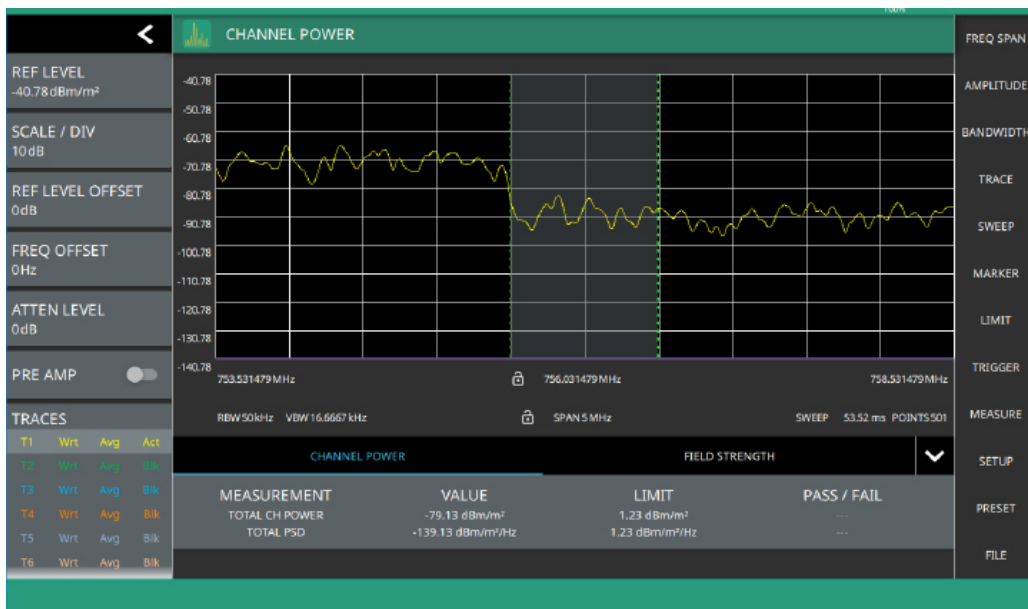 100%
CHANNEL POWER
REF LEVEL
-40.78 dBm/m²
SCALE / DIV
10 dB
REF LEVEL OFFSET
0 dB
FREQ OFFSET
0 Hz
ATTEN LEVEL
0 dB
PRE AMP
TRACES
T1 Wrt Avg Act
T2 Wrt Avg Blk
T3 Wrt Avg Blk
T4 Wrt Avg Blk
T5 Wrt Avg Blk
T6 Wrt Avg Blk
-40.78
-50.78
-60.78
-70.78
-80.78
-90.78
-100.78
-110.78
-120.78
-130.78
-140.78
753.531479 MHz 756.031479 MHz 758.531479 MHz
RBW 50 kHz VBW 16.6667 kHz SPAN 5 MHz SWEEP 53.52 ms POINTS 501
CHANNEL POWER FIELD STRENGTH
MEASUREMENT VALUE LIMIT PASS / FAIL
TOTAL CH POWER -79.13 dBm/m² 1.23 dBm/m² ---
TOTAL PSD -139.13 dBm/m²/Hz 1.23 dBm/m²/Hz ---
FREQ SPAN
AMPLITUDE
BANDWIDTH
TRACE
SWEEP
MARKER
LIMIT
TRIGGER
MEASURE
SETUP
PRESET
FILE